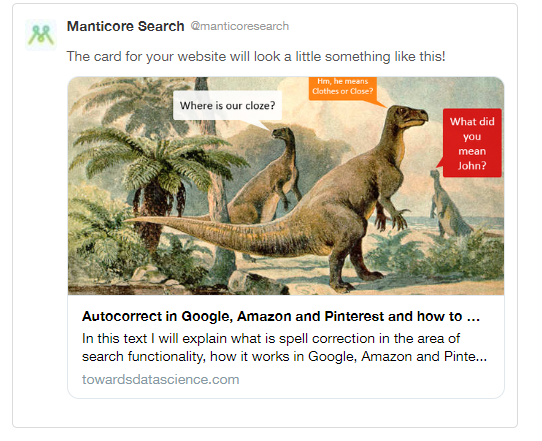 Manticore Search @manticoresearch
The card for your website will look a little something like this!
Where is our cloze?
Hm, he means
Clothes or Close?
What did
you
mean
John?
Autocorrect in Google, Amazon and Pinterest and how to ...
In this text I will explain what is spell correction in the area of
search functionality, how it works in Google, Amazon and Pinte...
towardsdatascience.com